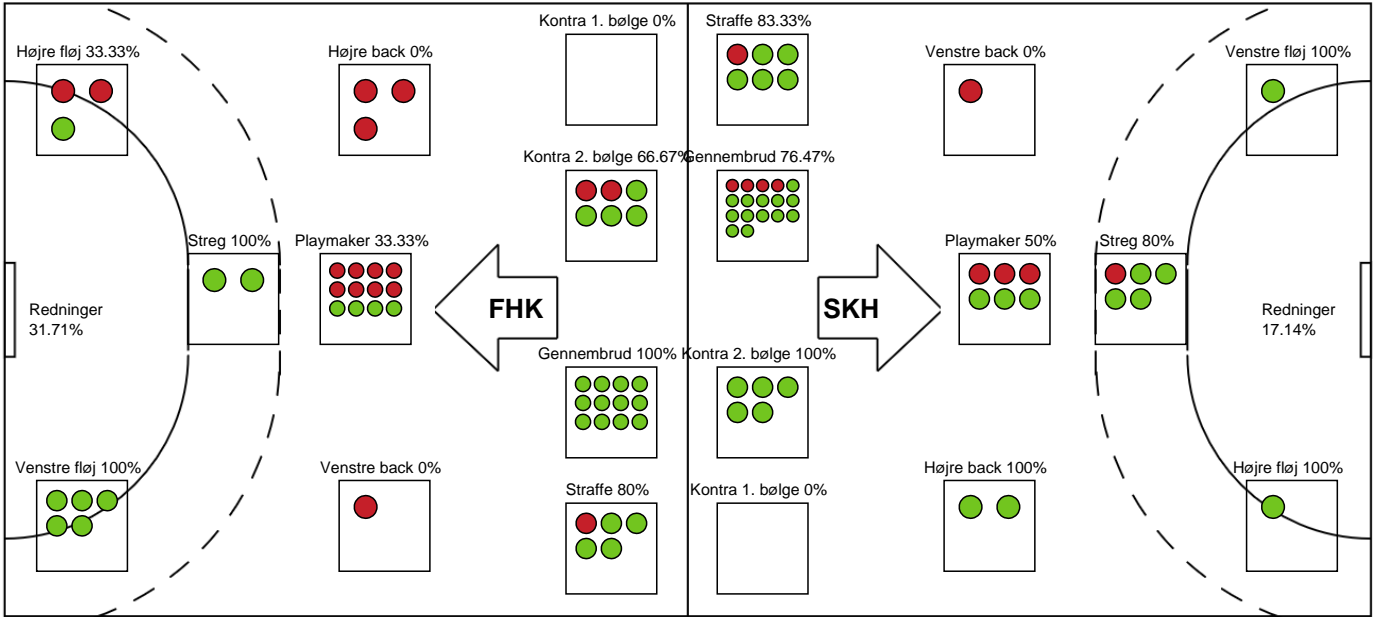 Kontra 1. bølge 0%
Straffe 83.33%
Højre fløj 33.33%
Højre back 0%
Venstre back 0%
Venstre fløj 100%
Kontra 2. bølge 66.67%
Gennembrud 76.47%
Streg 100%
Playmaker 33.33%
Playmaker 50%
Streg 80%
FHK
SKH
Redninger
31.71%
Redninger
17.14%
Gennembrud 100%
Kontra 2. bølge 100%
Venstre fløj 100%
Venstre back 0%
Højre back 100%
Højre fløj 100%
Straffe 80%
Kontra 1. bølge 0%